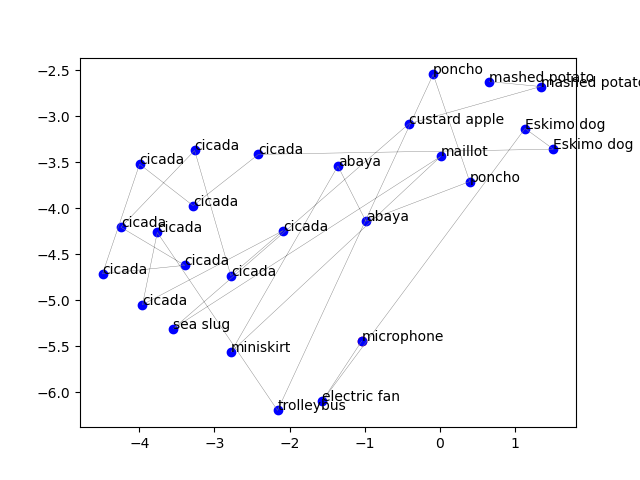 poncho
mashed potato
mashed potato
custard apple
Eskimo dog
Eskimo dog
cicada
cicada
cicada
abaya
maillot
poncho
cicada
cicada
cicada
cicada
abaya
cicada
cicada
cicada
cicada
sea slug
miniskirt
microphone
electric fan
trolleybus
−2.5
−3.0
−3.5
−4.0
−4.5
−5.0
−5.5
−6.0
−4
−3
−2
−1
0
1